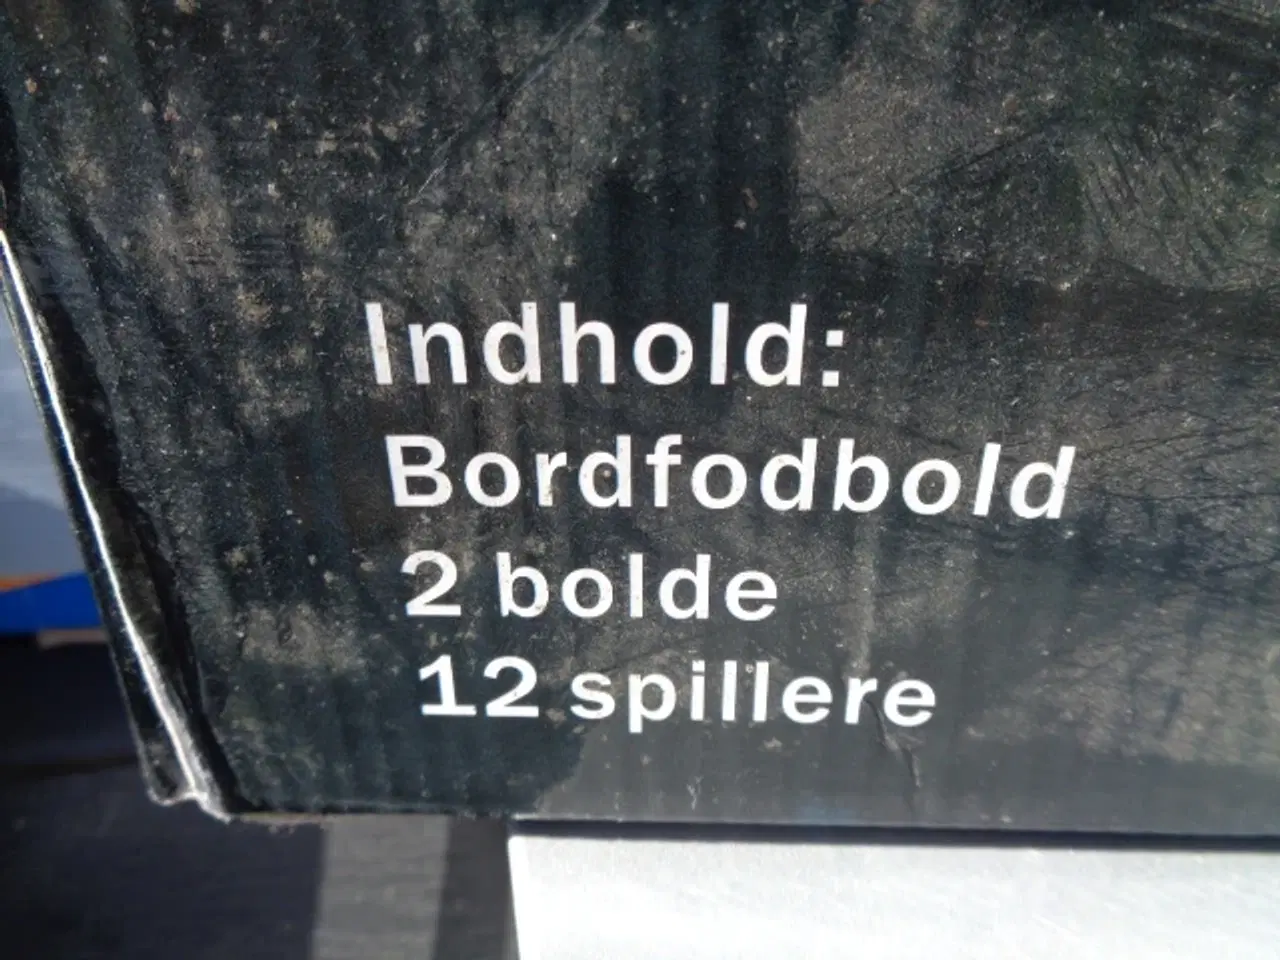 Indhold:
Bordfodbold
2 bolde
12 spillere